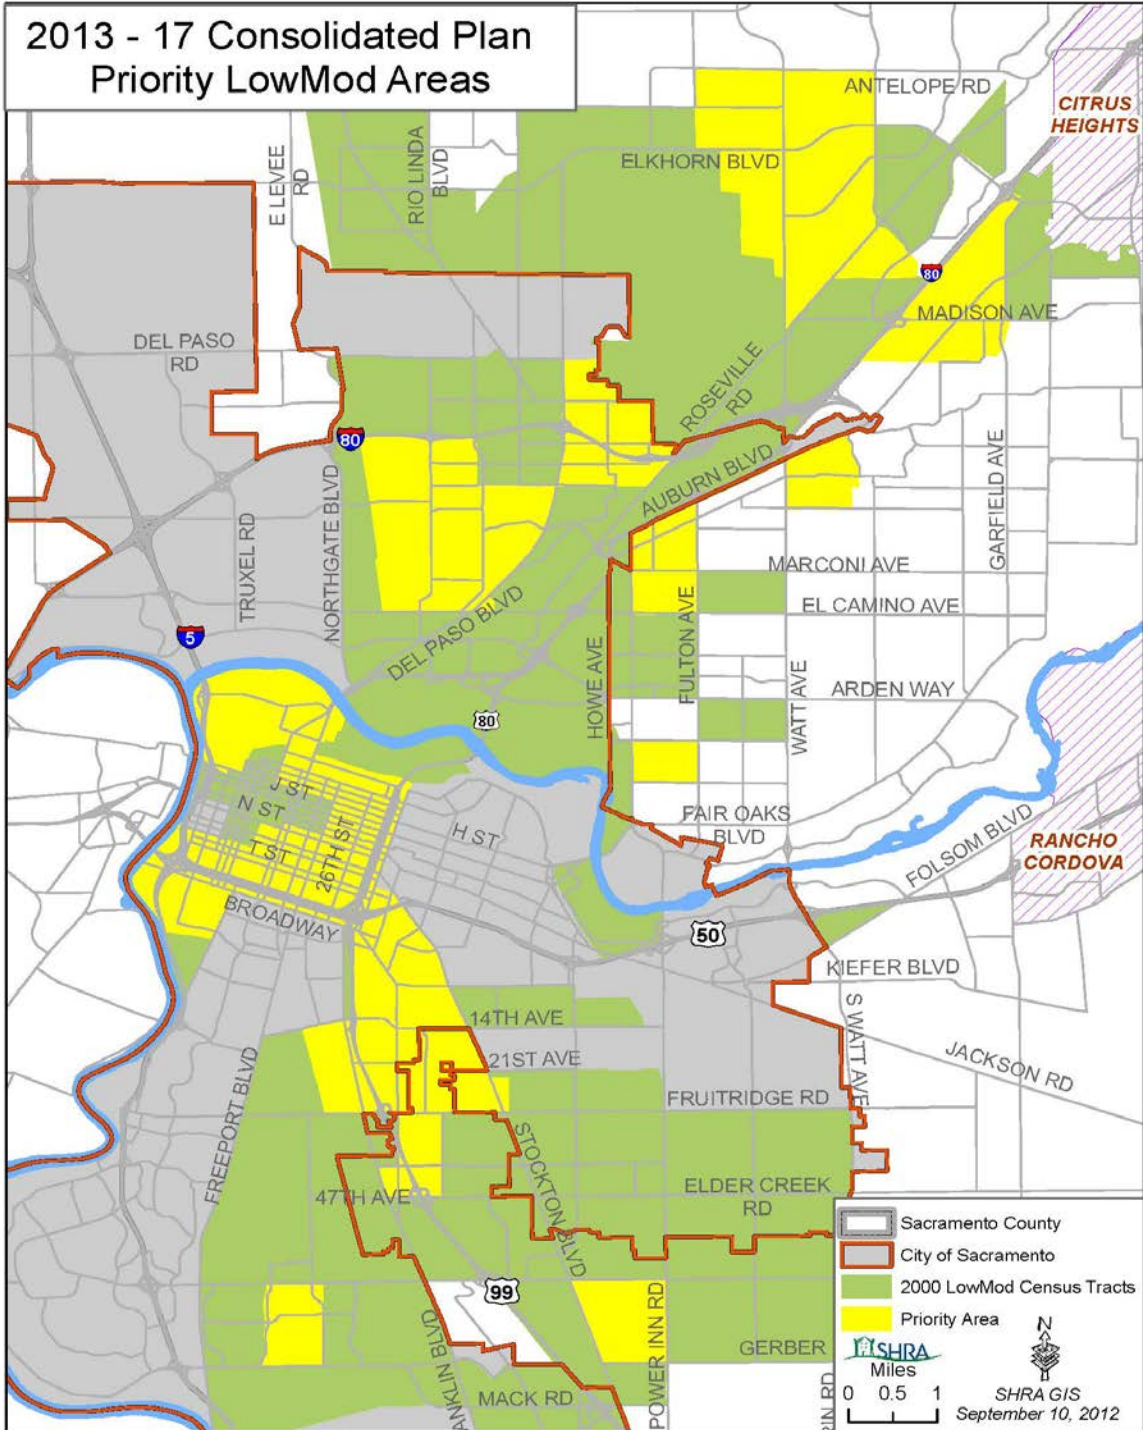 2013 - 17 Consolidated Plan
Priority LowMod Areas
ANTELOPE RD
CITRUS
HEIGHTS
ELKHORN BLVD
E LEVEE
RD
RIO LINDA
BLVD
80
MADISON AVE
DEL PASO
RD
ROSEVILLE
RD
80
AUBURN BLVD
GARFIELD AVE
NORTHGATE BLVD
TRUXEL RD
MARCONI AVE
EL CAMINO AVE
5
DEL PASO BLVD
FULTON AVE
HOWE AVE
WATT AVE
ARDEN WAY
80
J ST
N ST
T ST
26TH ST
H ST
FAIR OAKS
BLVD
FOLSOM BLVD
RANCHO
CORDOVA
BROADWAY
50
KIEFER BLVD
S WATT AVE
14TH AVE
21ST AVE
JACKSON RD
FREEPORT BLVD
FRUITRIDGE RD
STOCKTON BLVD
47TH AVE
ELDER CREEK
RD
99
POWER INN RD
GERBER
ANKLIN BLVD
MACK RD
RIN RD
Sacramento County
City of Sacramento
2000 LowMod Census Tracts
Priority Area
N
SHRA
Miles
0 0.5 1
SHRA GIS
September 10, 2012